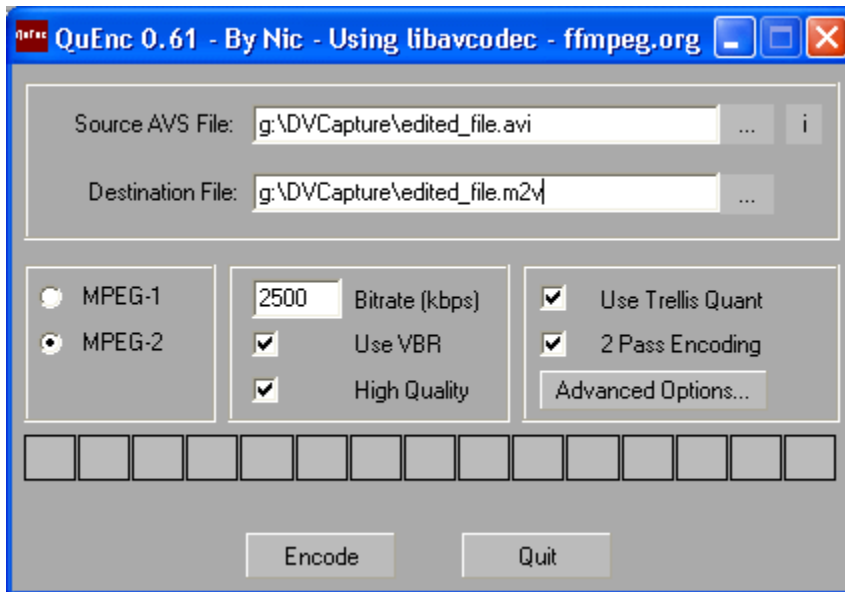 QuEnc QuEnc 0.61 - By Nic - Using libavcodec - ffmpeg.org
Source AVS File: g:\DVCapture\edited_file.avi ... i
Destination File: g:\DVCapture\edited_file.m2v ...
MPEG-1
MPEG-2
2500 Bitrate (kbps)
Use VBR
High Quality
Use Trellis Quant
2 Pass Encoding
Advanced Options...
Encode Quit